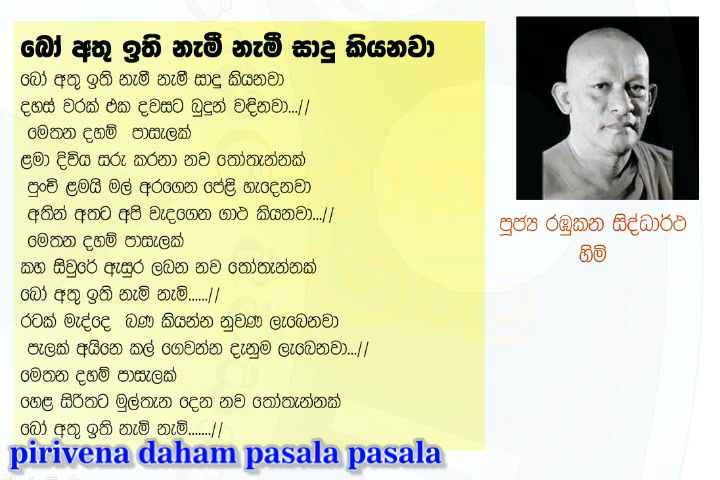 බෝ අතු ඉති නැමී නැමී සාදු කියනවා
බෝ අතු ඉති නැමී නැමී සාදු කියනවා
දහස් වරක් එක දවසට බුදුන් වඳිනවා...//
මෙතන දහම් පාසැලක්
ළමා දිවිය සරු කරනා නව තෝතැන්නක්
පුංචි ළමයි මල් අරගෙන පේළි හැදෙනවා
අතින් අතට අපි වැදගෙන ගාථ කියනවා...//
මෙතන දහම් පාසැලක්
කහ සිවුරේ ඇසුර ලබන නව තෝතැන්නක්
බෝ අතු ඉති නැමී නැමී......//
රටක් මැද්දෙ බණ කියන්න නුවණ ලැබෙනවා
පැලක් අයිනෙ කල් ගෙවන්න දැනුම ලැබෙනවා...//
මෙතන දහම් පාසැලක්
හෙළ සිරිතට මුල්තැන දෙන නව තෝතැන්නක්
බෝ අතු ඉති නැමී නැමී.......//
pirivena daham pasala pasala
පූජ්‍ය රඹුකන සිද්ධාර්ථ
හිමි